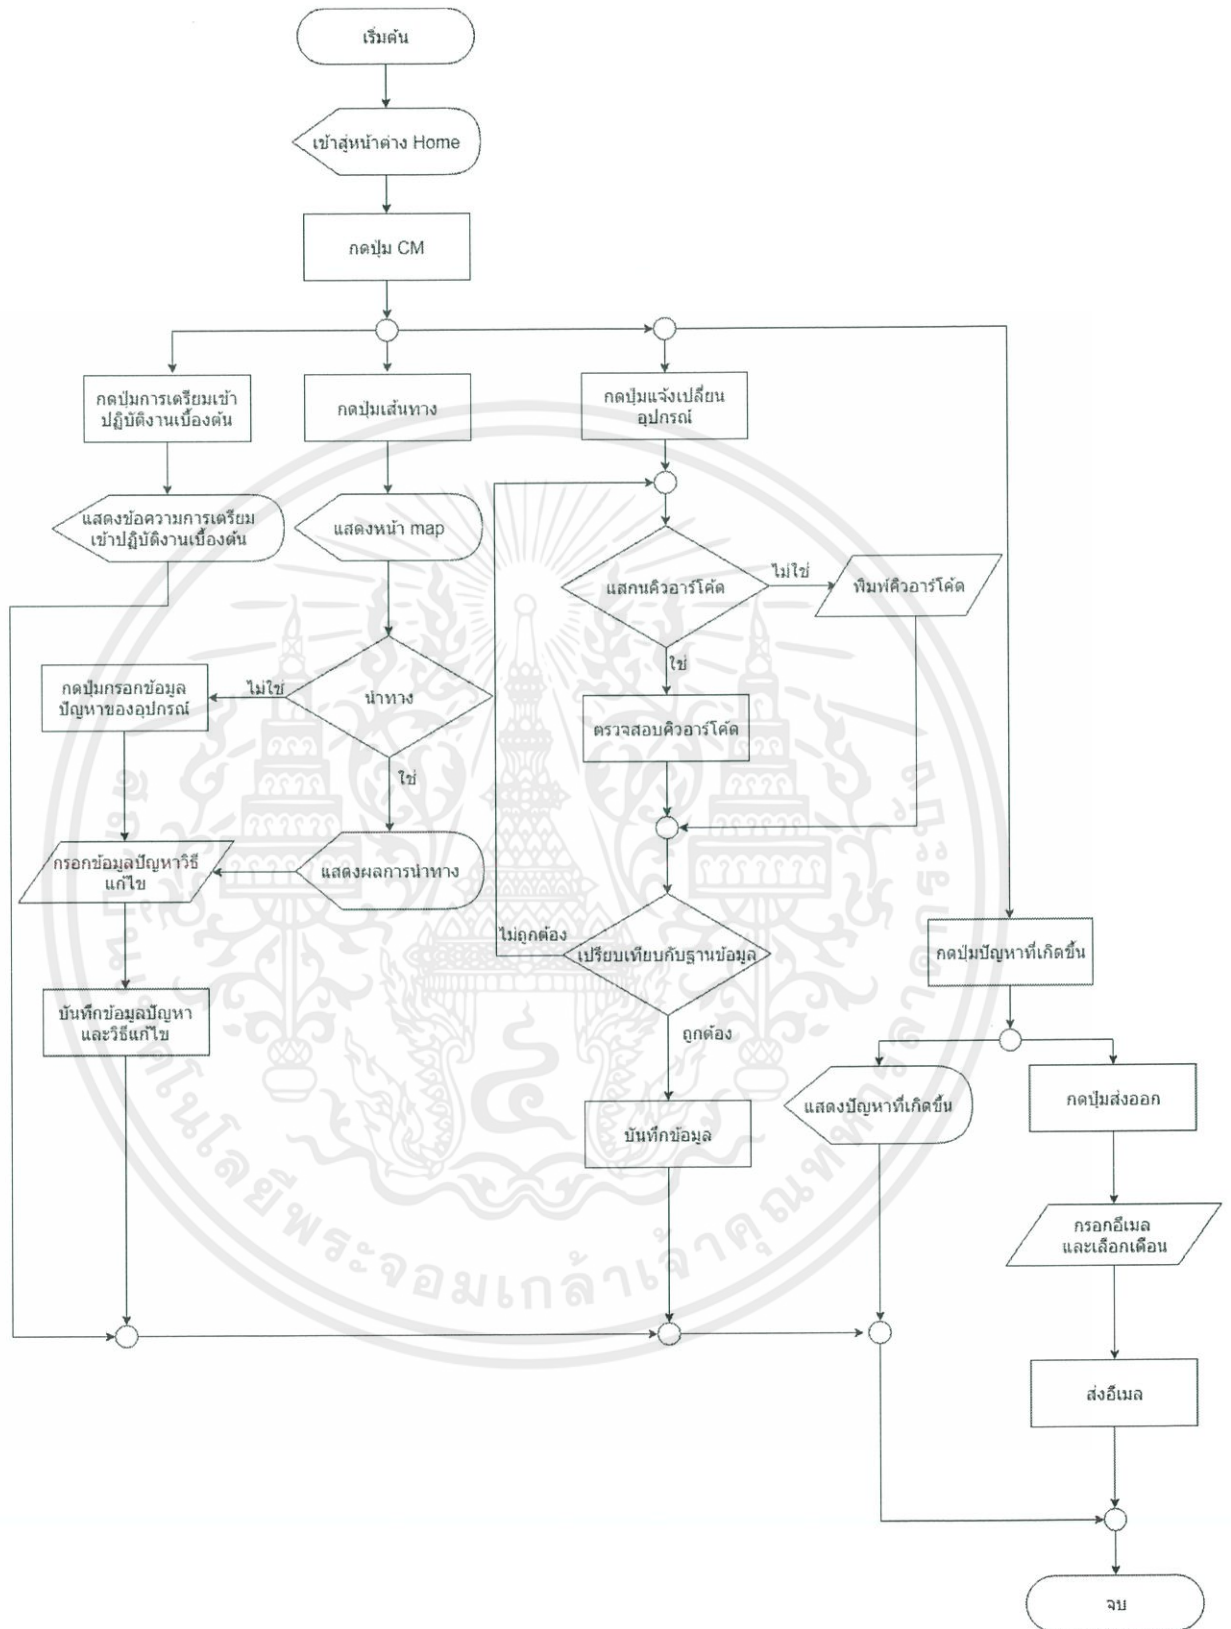 เริ่มต้น
เข้าสู่หน้าต่าง Home
กดปุ่ม CM
กดปุ่มการเตรียมเข้า
ปฏิบัติงานเบื้องต้น
กดปุ่มเส้นทาง
กดปุ่มแจ้งเปลี่ยน
อุปกรณ์
แสดงข้อความการเตรียม
เข้าปฏิบัติงานเบื้องต้น
แสดงหน้า map
แสกนคิวอาร์โค้ด
ไม่ใช่
พิมพ์คิวอาร์โค้ด
ใช่
กดปุ่มกรอกข้อมูล
ปัญหาของอุปกรณ์
ไม่ใช่
นำทาง
ตรวจสอบคิวอาร์โค้ด
ใช่
กรอกข้อมูลปัญหาวิธี
แก้ไข
แสดงผลการนำทาง
ไม่ถูกต้อง
เปรียบเทียบกับฐานข้อมูล
กดปุ่มปัญหาที่เกิดขึ้น
บันทึกข้อมูลปัญหา
และวิธีแก้ไข
ถูกต้อง
แสดงปัญหาที่เกิดขึ้น
กดปุ่มส่งออก
บันทึกข้อมูล
กรอกอีเมล
และเลือกเดือน
ส่งอีเมล
จบ